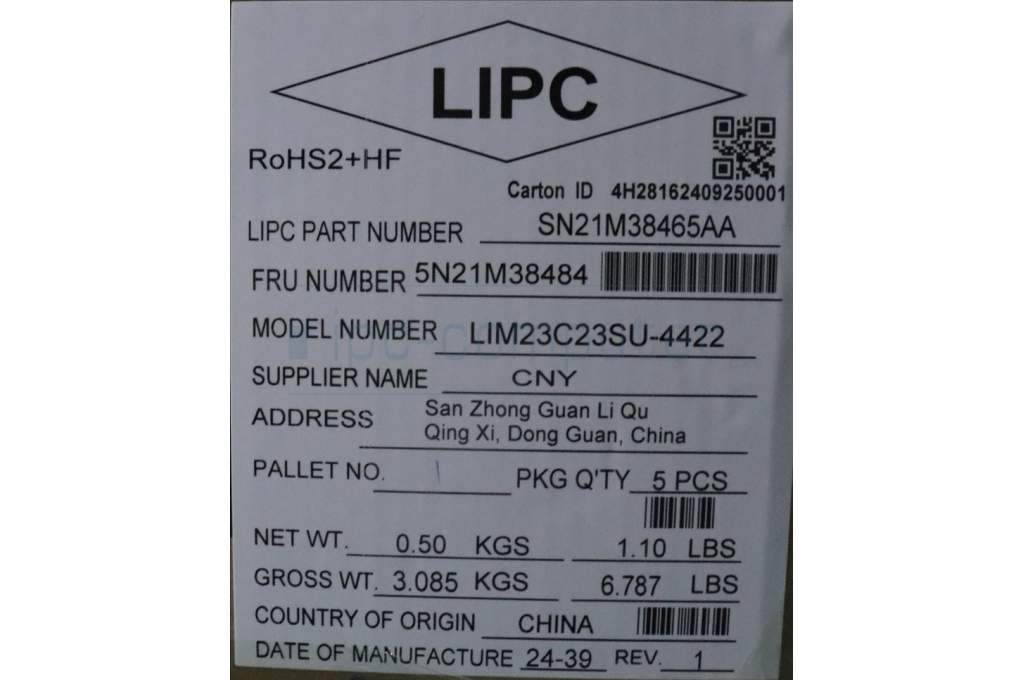 LIPC
RoHS2+HF
Carton ID 4H28162409250001
LIPC PART NUMBER SN21M38465AA
FRU NUMBER 5N21M38484
MODEL NUMBER LIM23C23SU-4422
SUPPLIER NAME CNY
ADDRESS San Zhong Guan Li Qu
Qing Xi, Dong Guan, China
PALLET NO.
PKG Q'TY 5 PCS
NET WT. 0.50 KGS 1.10 LBS
GROSS WT. 3.085 KGS 6.787 LBS
COUNTRY OF ORIGIN CHINA
DATE OF MANUFACTURE 24-39 REV. 1